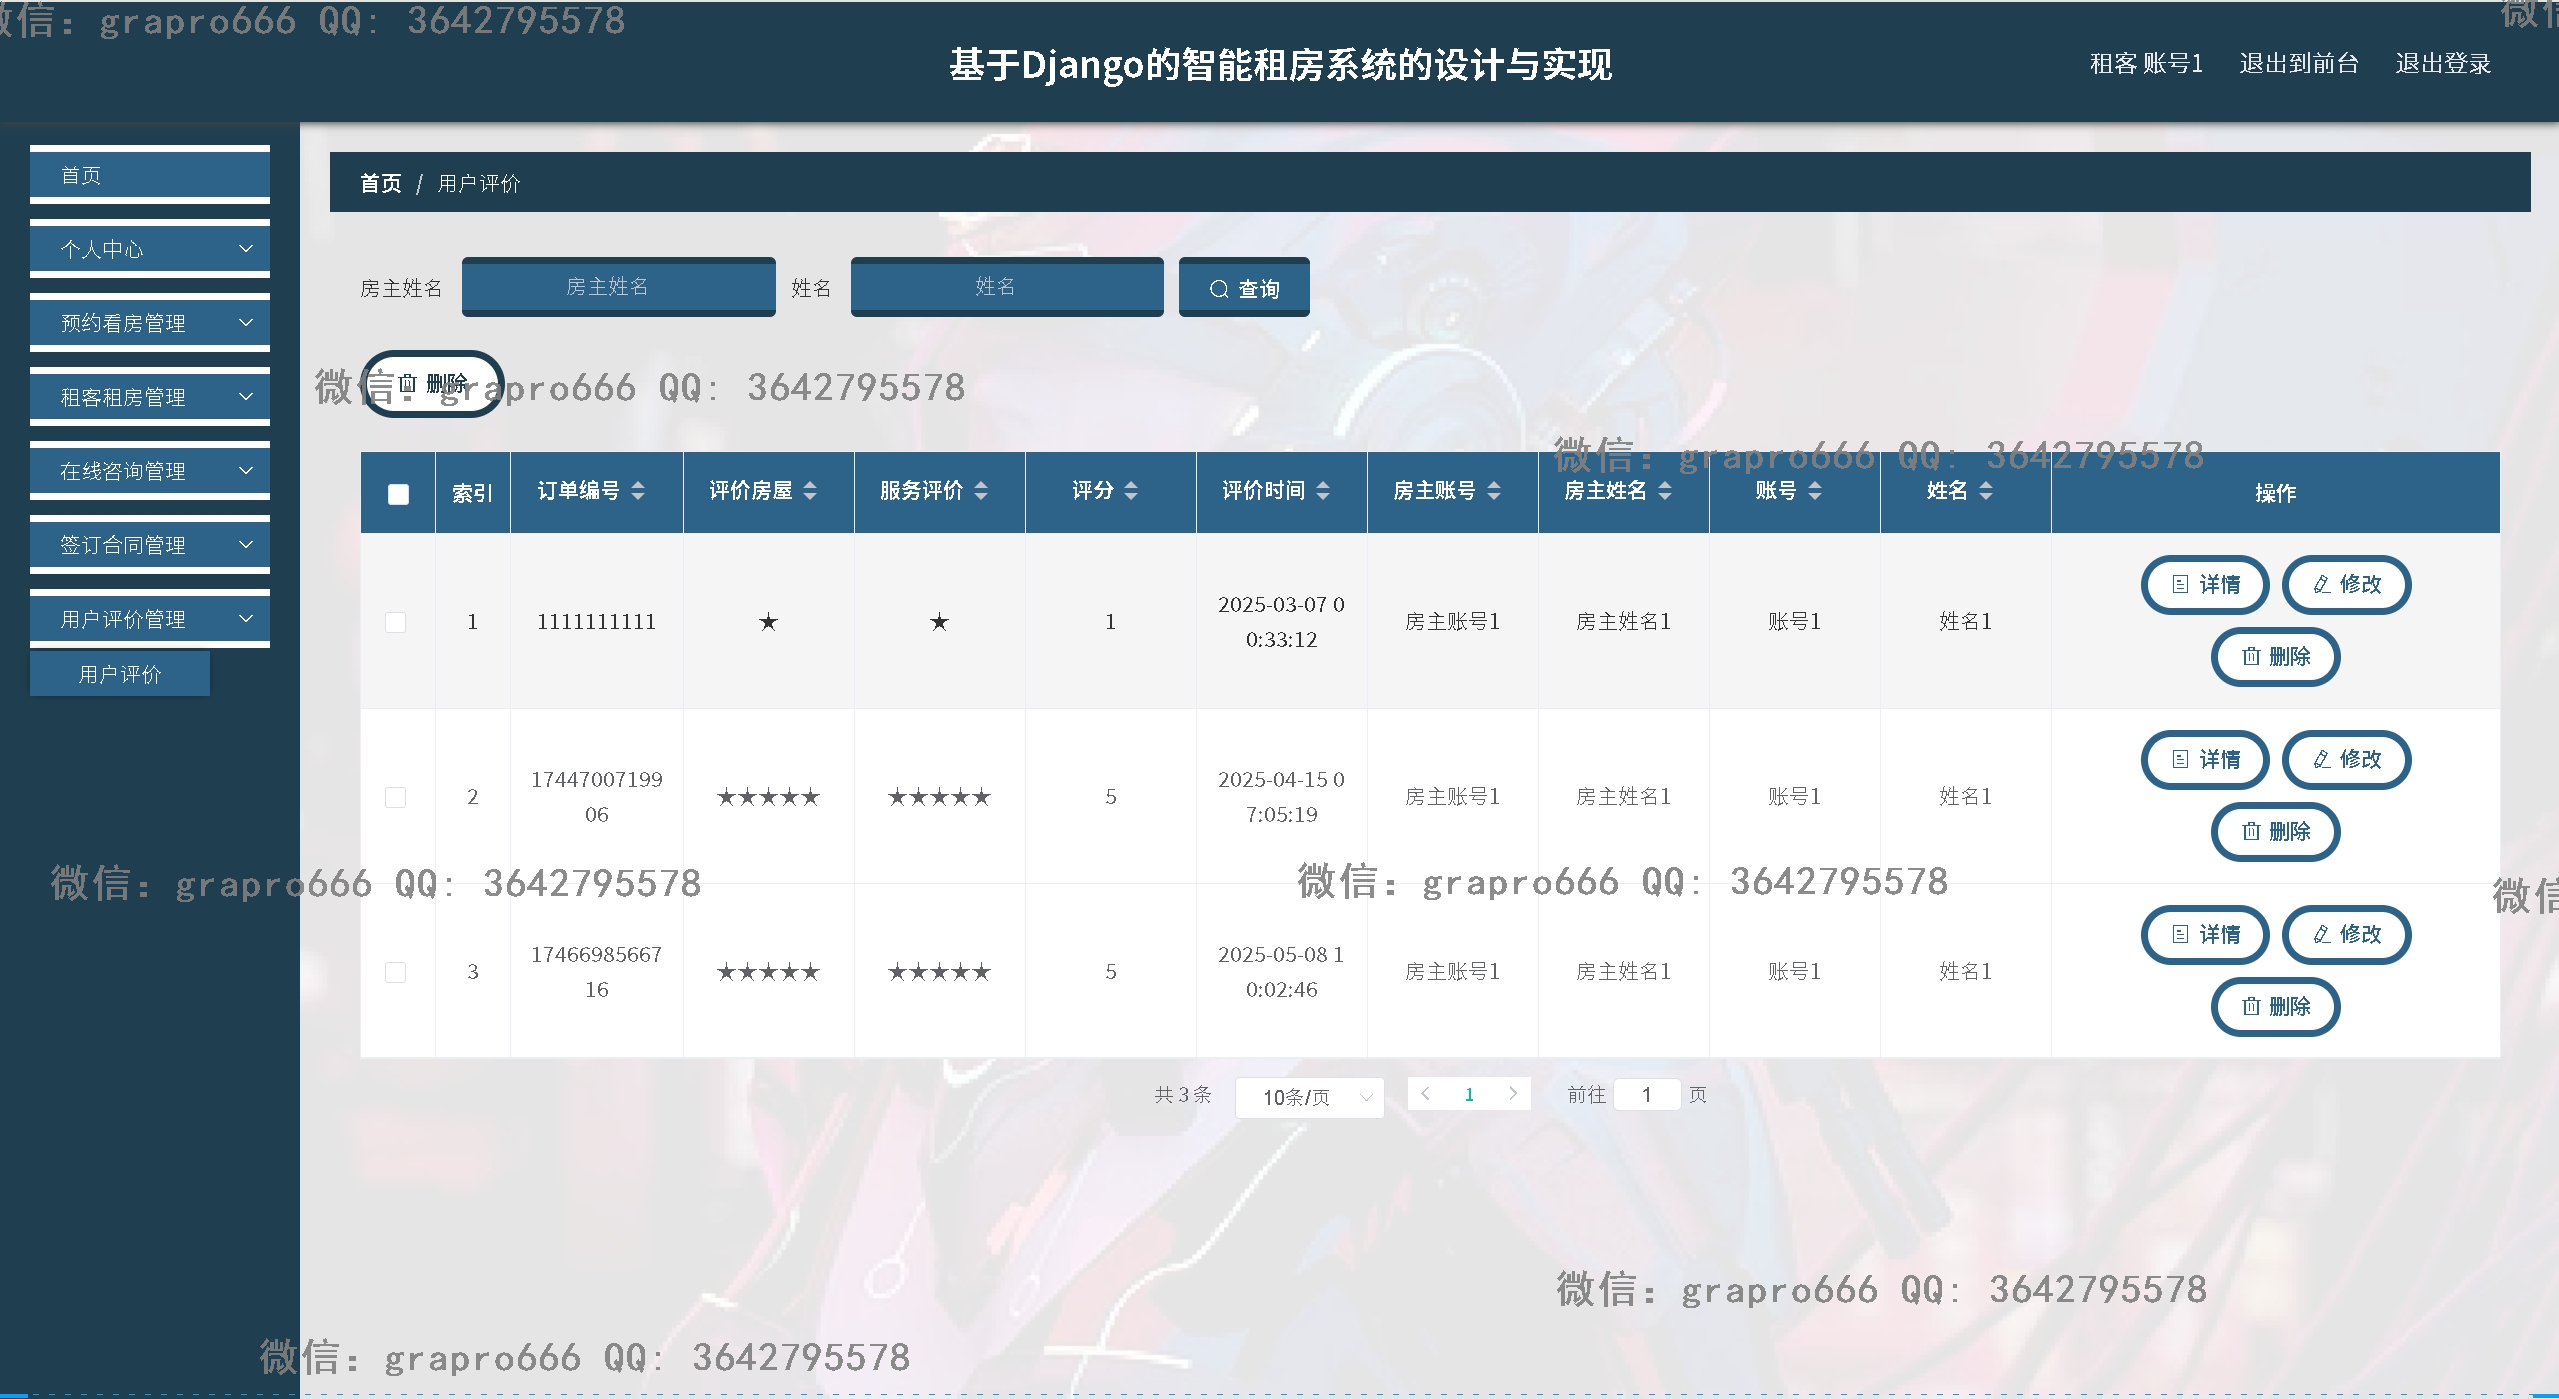 微信: grapro666 QQ: 3642795578
基于Django的智能租房系统的设计与实现
租客 账号1 退出到前台 退出登录
首页
个人中心
预约看房管理
租客租房管理
在线咨询管理
签订合同管理
用户评价管理
用户评价
首页 / 用户评价
房主姓名 房主姓名 姓名 姓名 查询
删除
微信: grapro666 QQ: 3642795578
微信: grapro666 QQ: 3642795578
索引 订单编号 评价房屋 服务评价 评分 评价时间 房主账号 房主姓名 账号 姓名 操作
1 1111111111 ★ ★ 1 2025-03-07 0
0:33:12 房主账号1 房主姓名1 账号1 姓名1 详情 修改
删除
2 17447007199
06 ★★★★★ ★★★★★ 5 2025-04-15 0
7:05:19 房主账号1 房主姓名1 账号1 姓名1 详情 修改
删除
微信: grapro666 QQ: 3642795578
微信: grapro666 QQ: 3642795578
微信
3 17466985667
16 ★★★★★ ★★★★★ 5 2025-05-08 1
0:02:46 房主账号1 房主姓名1 账号1 姓名1 详情 修改
删除
共 3 条 10条/页 1 前往 1 页
微信: grapro666 QQ: 3642795578
微信: grapro666 QQ: 3642795578